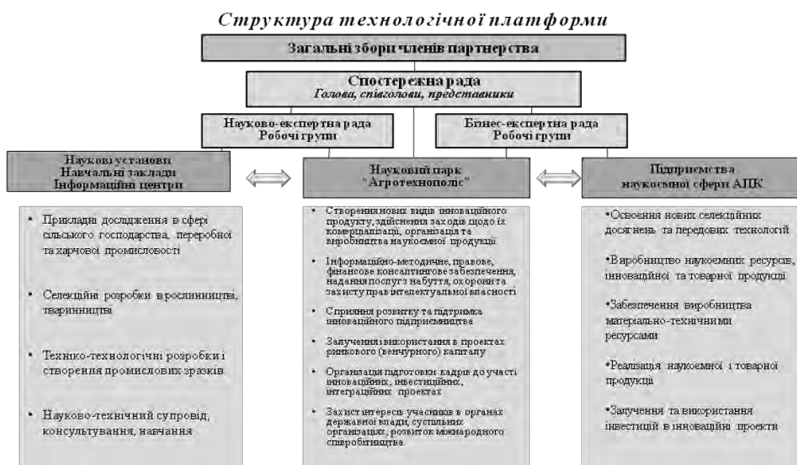 Структура технологічної платформи
Загальні збори членів партнерства
Спостережна рада
Голова, співголови, представники
Науково-експертна рада
Робочі групи
Бізнес-експертна рада
Робочі групи
Наукові установи
Навчальні заклади
Інформаційні центри
Науковий парк
"Агротехнополіс"
Підприємства
наукоємної сфери АПК
• Прикладні дослідження в сфері
сільського господарства, переробної
та харчової промисловості
• Селекційні розробки в рослинництві,
тваринництві
• Техніко-технологічні розробки і
створення промислових зразків
• Науково-технічний супровід,
консультування, навчання
• Створення нових видів інноваційного
продукту, здійснення заходів щодо їх
комерціалізації, організація та
виробництва наукоємної продукції
• Інформаційно-методичне, правове,
фінансове консалтингове забезпечення,
надання послуг з набуття, охорони та
захисту прав інтелектуальної власності
• Сприяння розвитку та підтримка
інноваційного підприємництва
• Залучення і використання в проектах
ринкового (венчурного) капіталу
• Організація підготовки кадрів до участі
інноваційних, інвестиційних,
інтеграційних проектах
• Захист інтересів учасників в органах
державної влади, суспільних
організаціях, розвиток міжнародного
співробітництва
•Освоєння нових селекційних
досягнень та передових технологій
•Виробництво наукоємних ресурсів,
інноваційної та товарної продукції
•Забезпечення виробництва
матеріально-технічними
ресурсами
•Реалізація наукоємної і товарної
продукції
•Залучення та використання
інвестицій в інноваційні проекти